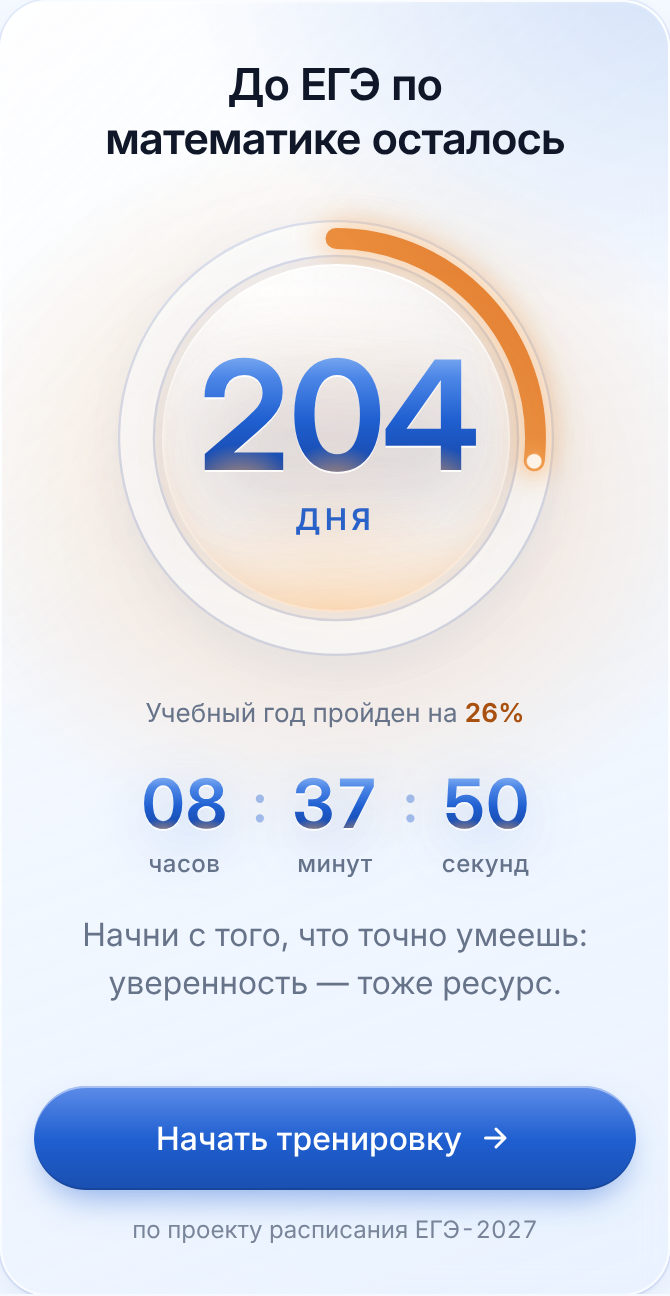 До ЕГЭ по
математике осталось
204
ДНЯ
Учебный год пройден на 26%
08 : 37 : 50
часов минут секунд
Начни с того, что точно умеешь:
уверенность — тоже ресурс.
Начать тренировку →
по проекту расписания ЕГЭ-2027